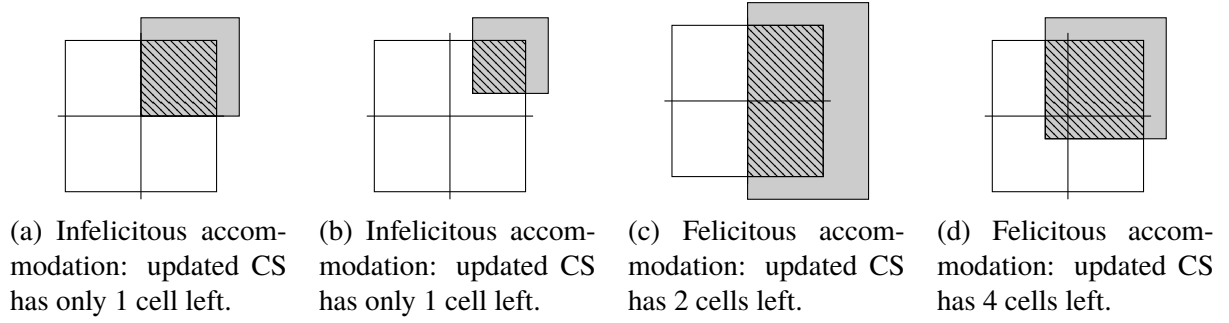 (a) Infelicitous accom-
modation: updated CS
has only 1 cell left.
(b) Infelicitous accom-
modation: updated CS
has only 1 cell left.
(c) Felicitous accom-
modation: updated CS
has 2 cells left.
(d) Felicitous accom-
modation: updated CS
has 4 cells left.